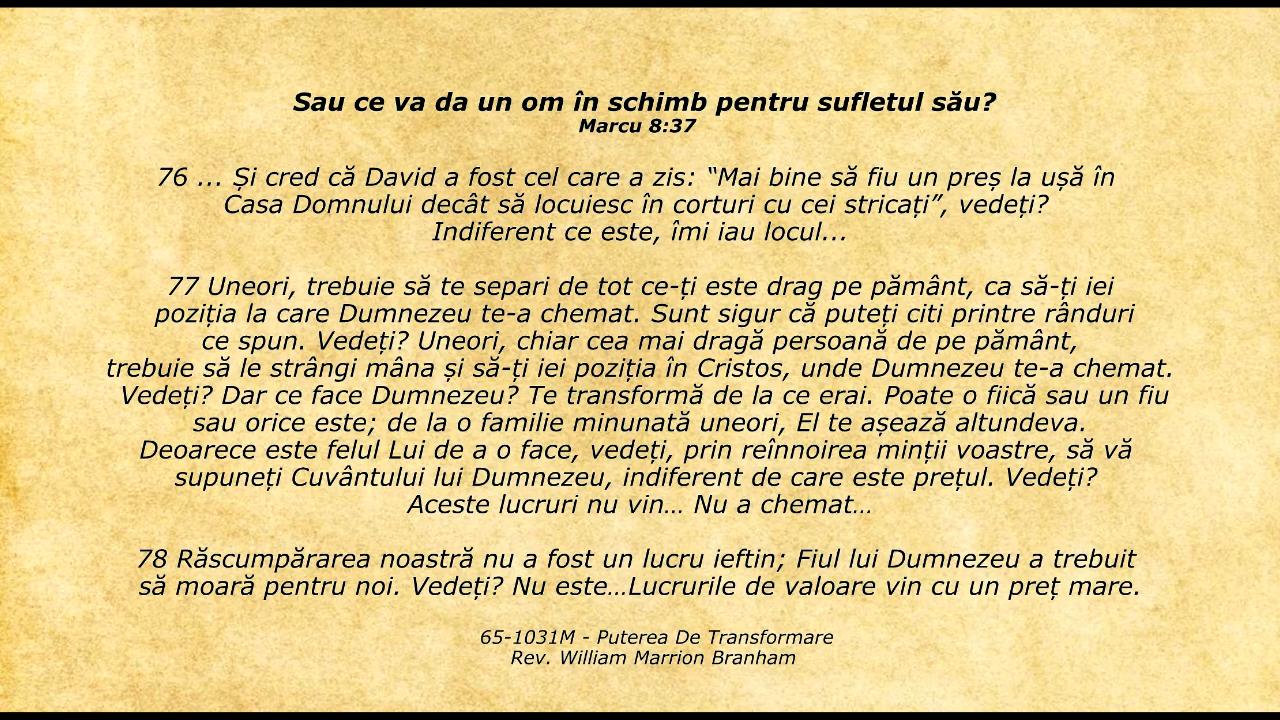 Sau ce va da un om în schimb pentru sufletul său?
Marcu 8:37
76 ... Și cred că David a fost cel care a zis: “Mai bine să fiu un preș la ușă în
Casa Domnului decât să locuiesc în corturi cu cei stricați”, vedeți?
Indiferent ce este, îmi iau locul...
77 Uneori, trebuie să te separi de tot ce-ți este drag pe pământ, ca să-ți iei
poziția la care Dumnezeu te-a chemat. Sunt sigur că puteți citi printre rânduri
ce spun. Vedeți? Uneori, chiar cea mai dragă persoană de pe pământ,
trebuie să le strângi mâna și să-ți iei poziția în Cristos, unde Dumnezeu te-a chemat.
Vedeți? Dar ce face Dumnezeu? Te transformă de la ce erai. Poate o fiică sau un fiu
sau orice este; de la o familie minunată uneori, El te așează altundeva.
Deoarece este felul Lui de a o face, vedeți, prin reînnoirea minții voastre, să vă
supuneți Cuvântului lui Dumnezeu, indiferent de care este prețul. Vedeți?
Aceste lucruri nu vin… Nu a chemat…
78 Răscumpărarea noastră nu a fost un lucru ieftin; Fiul lui Dumnezeu a trebuit
să moară pentru noi. Vedeți? Nu este…Lucrurile de valoare vin cu un preț mare.
65-1031M - Puterea De Transformare
Rev. William Marrion Branham